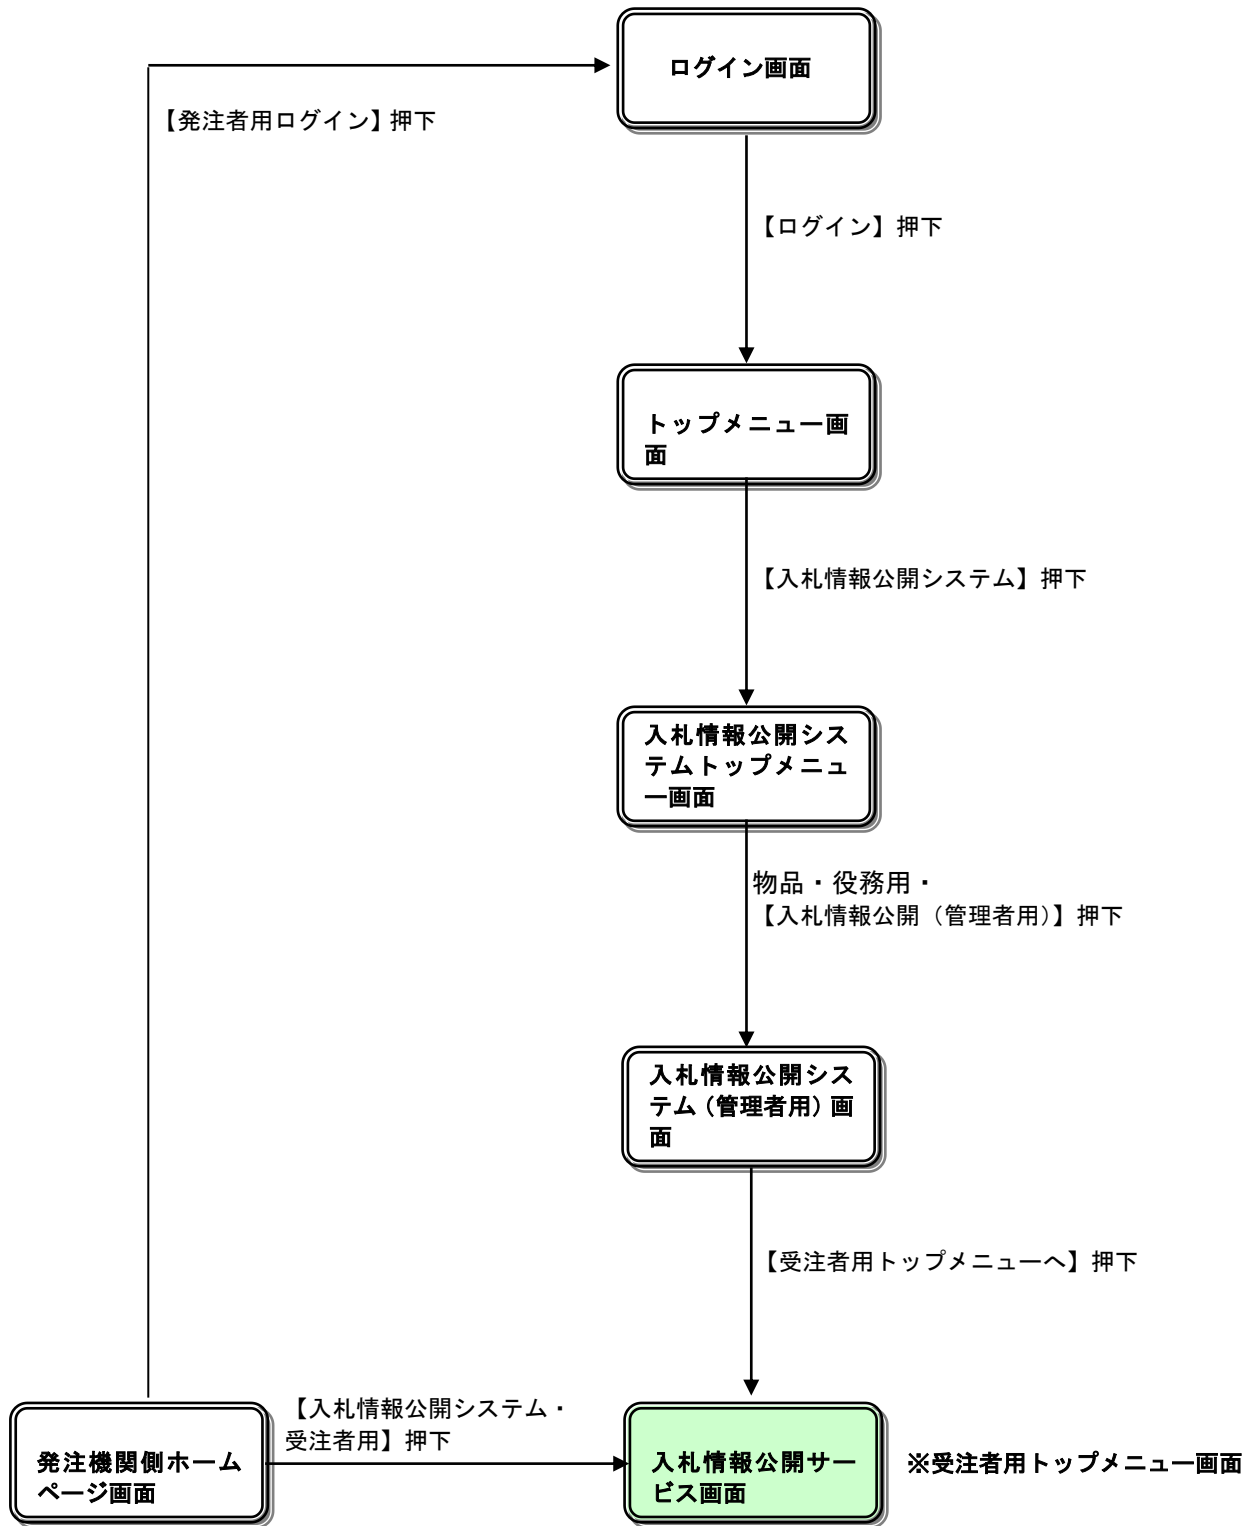 ログイン画面
【発注者用ログイン】押下
【ログイン】押下
トップメニュー画
面
【入札情報公開システム】押下
入札情報公開シス
テムトップメニュ
ー画面
物品・役務用・
【入札情報公開（管理者用）】押下
入札情報公開シス
テム（管理者用）画
面
【受注者用トップメニューへ】押下
【入札情報公開システム・
受注者用】押下
発注機関側ホーム
ページ画面
入札情報公開サー
ビス画面
※受注者用トップメニュー画面